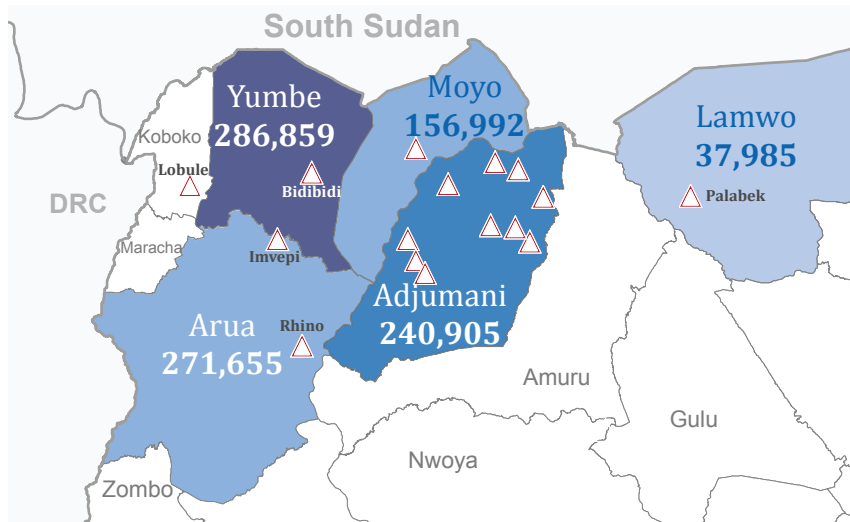 South Sudan
Yumbe
286,859
Moyo
156,992
Lamwo
37,985
Koboko
Lobule
Bidibidi
Palabek
DRC
Maracha
Imvepi
Adjumani
240,905
Arua
271,655
Rhino
Amuru
Gulu
Nwoya
Zombo